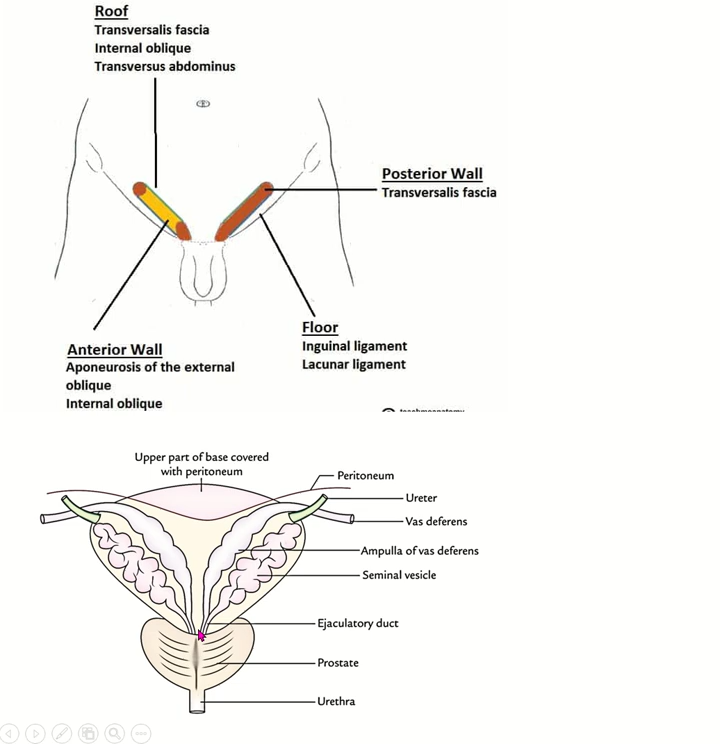 Roof
Transversalis fascia
Internal oblique
Transversus abdominus
Posterior Wall
Transversalis fascia
Floor
Inguinal ligament
Lacunar ligament
Anterior Wall
Aponeurosis of the external
oblique
Internal oblique
Upper part of base covered
with peritoneum
Peritoneum
Ureter
Vas deferens
Ampulla of vas deferens
Seminal vesicle
Ejaculatory duct
Prostate
Urethra